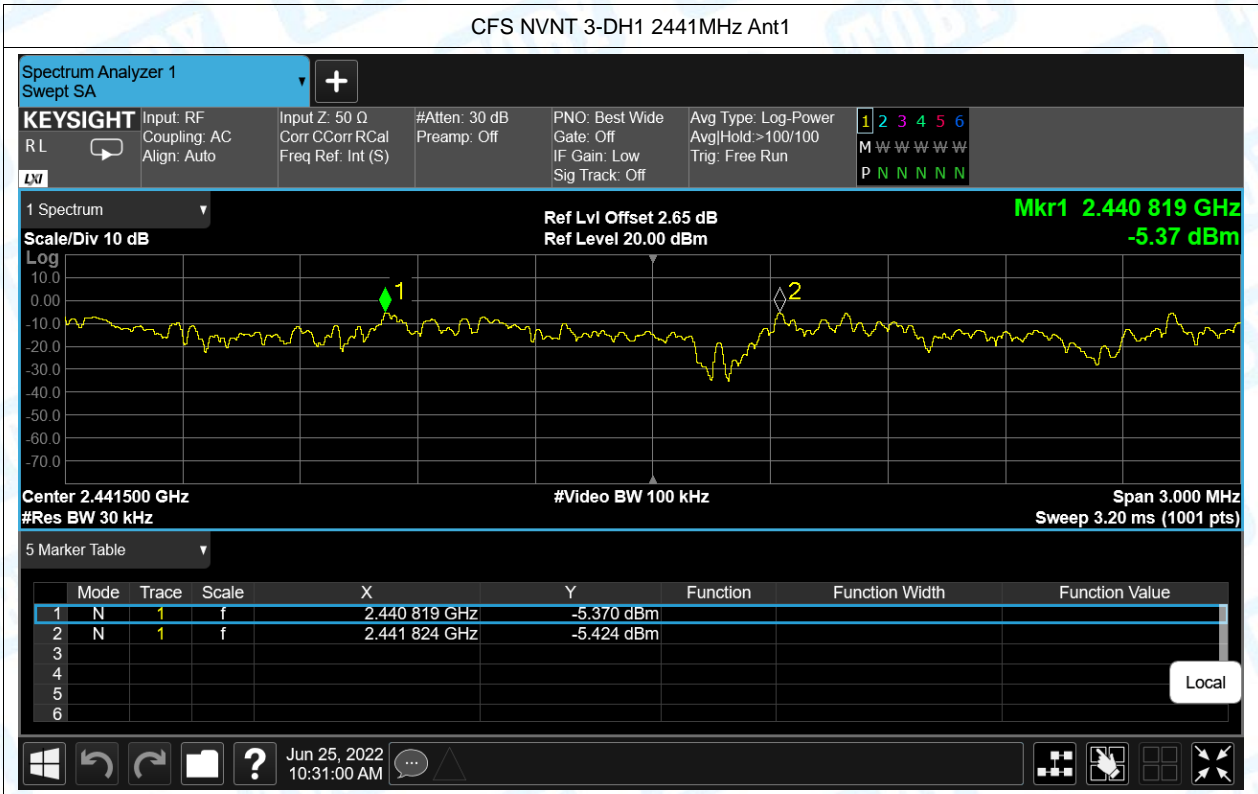 CFS NVNT 3-DH1 2441MHz Ant1
Spectrum Analyzer 1
Swept SA
+
KEYSIGHT Input: RF Input Z: 50 Ω #Atten: 30 dB PNO: Best Wide Avg Type: Log-Power 1 2 3 4 5 6
RL Coupling: AC Corr CCorr RCal Preamp: Off Gate: Off Avg|Hold:>100/100 M W W W W W
Align: Auto Freq Ref: Int (S) IF Gain: Low Trig: Free Run
LXI Sig Track: Off P N N N N N
1 Spectrum Ref Lvl Offset 2.65 dB Mkr1 2.440 819 GHz
Scale/Div 10 dB Ref Level 20.00 dBm -5.37 dBm
Log
10.0
1 2
0.00
-10.0
-20.0
-30.0
-40.0
-50.0
-60.0
-70.0
Center 2.441500 GHz #Video BW 100 kHz Span 3.000 MHz
#Res BW 30 kHz Sweep 3.20 ms (1001 pts)
5 Marker Table
Mode Trace Scale X Y Function Function Width Function Value
1 N 1 f 2.440 819 GHz -5.370 dBm
2 N 1 f 2.441 824 GHz -5.424 dBm
3
4
5
6
Local
? Jun 25, 2022
10:31:00 AM